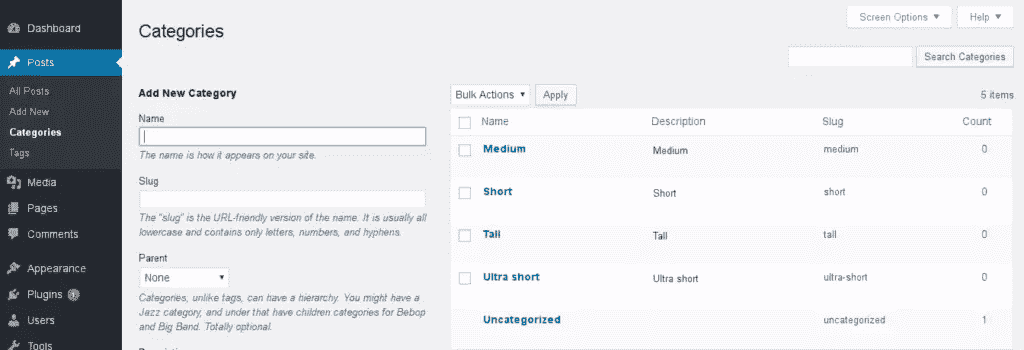 Dashboard
Posts
All Posts
Add New
Categories
Tags
Media
Pages
Comments
Appearance
Plugins 1
Users
Tools
Screen Options
Help
Categories
Search Categories
Add New Category
Name
The name is how it appears on your site.
Slug
The "slug" is the URL-friendly version of the name. It is usually all
lowercase and contains only letters, numbers, and hyphens.
Parent
None
Categories, unlike tags, can have a hierarchy. You might have a
Jazz category, and under that have children categories for Bebop
and Big Band. Totally optional.
Bulk Actions
Apply
5 items
Name Description Slug Count
Medium Medium medium 0
Short Short short 0
Tall Tall tall 0
Ultra short Ultra short ultra-short 0
Uncategorized uncategorized 1